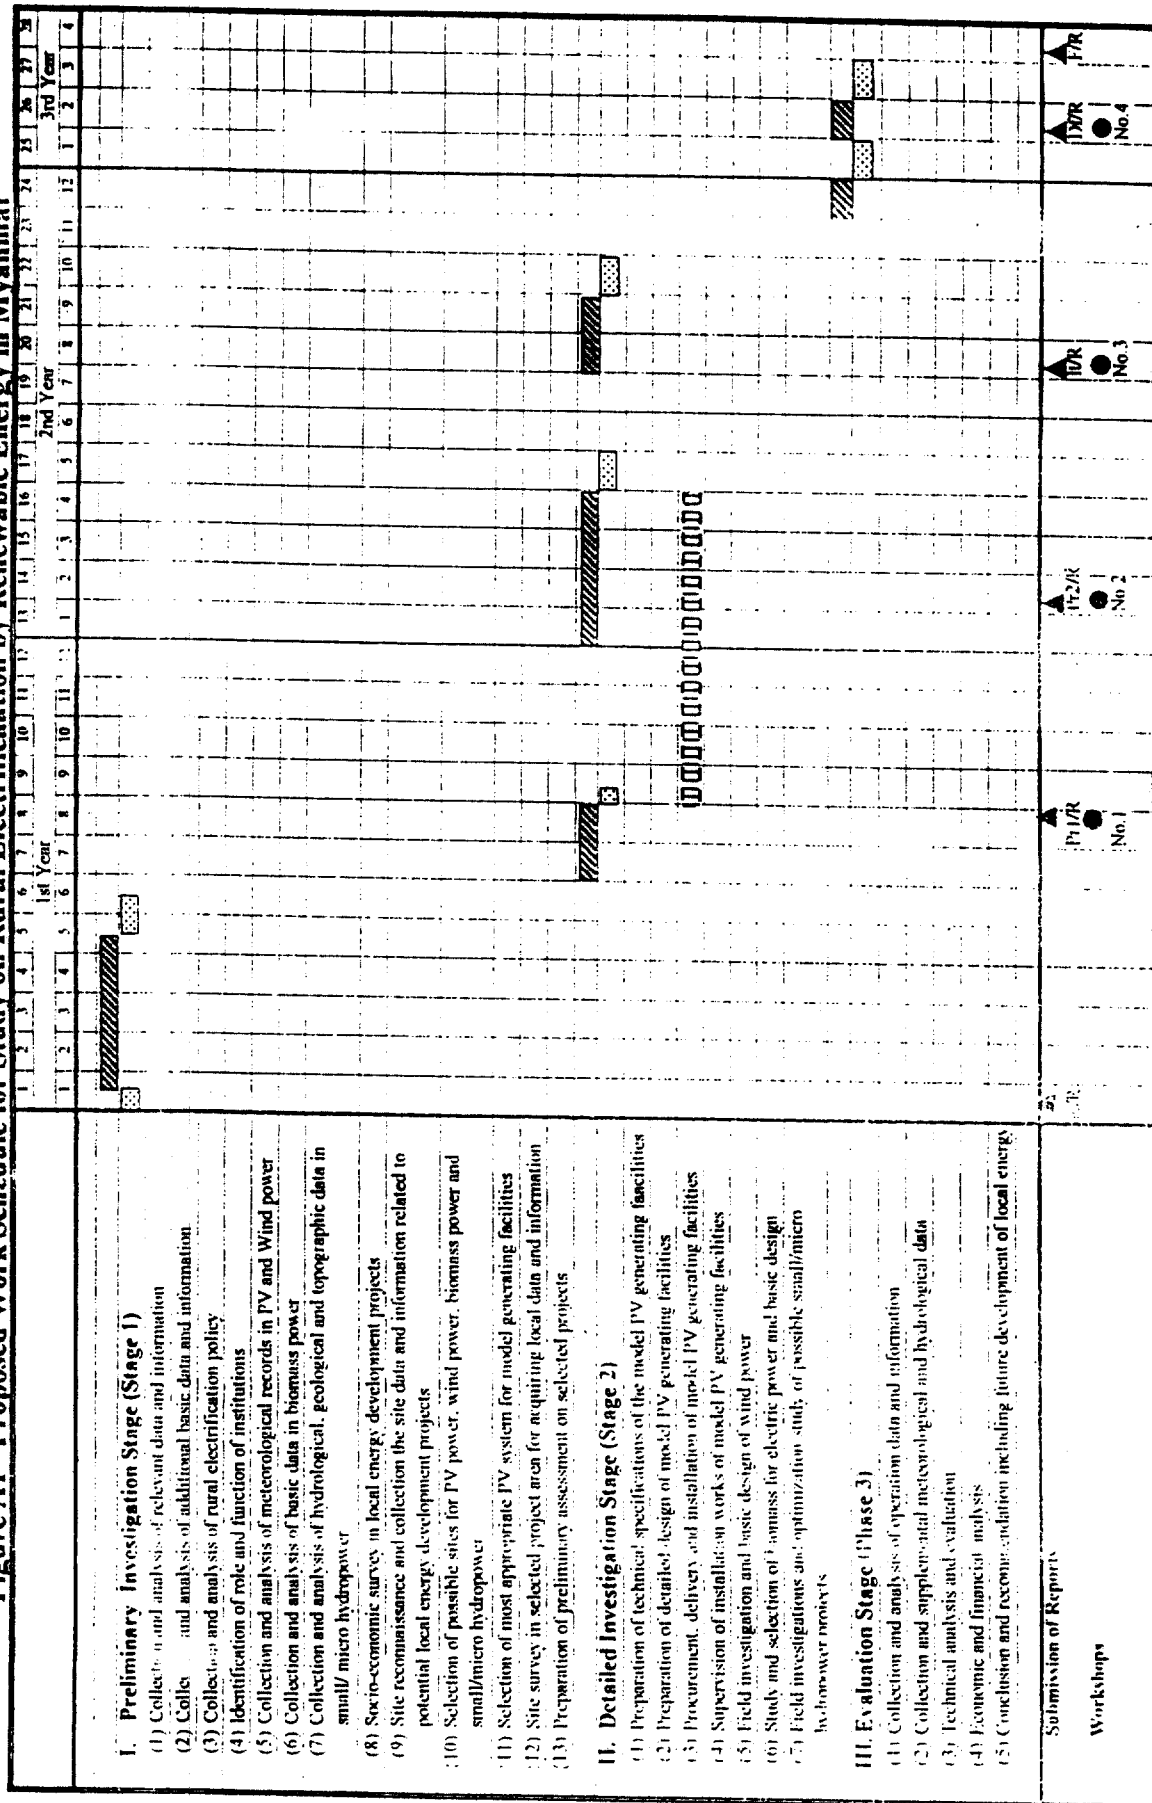 Proposed Work Schedule for Study on Rural Electrification by Renewable Energy in Myanmar
1 2 3 4 5 6 7 8 9 10 11 12 13 14 15 16 17 18 19 20 21 22 23 24 25 26 27 28
1st Year 2nd Year 3rd Year
1 2 3 4 5 6 7 8 9 10 11 12 1 2 3 4 5 6 7 8 9 10 11 12 1 2 3 4
I. Preliminary Investigation Stage (Stage 1)
(1) Collection and analysis of relevant data and information
(2) and analysis of additional basic data and information
(3) Collection and analysis of rural electrification policy
(4) Identification of role and function of institutions
(5) Collection and analysis of meteorological records in PV and Wind power
(6) Collection and analysis of basic data in biomass power
(7) Collection and analysis of hydrological, geological and topographic data in
small/ micro hydropower
(8) Socio-economic survey in local energy development projects
(9) Site reconnaissance and collection the site data and information related to
potential local energy development projects
(10) Selection of possible sites for PV power, wind power, biomass power and
small/micro hydropower
(11) Selection of most appropriate PV system for model generating facilities
(12) Site survey in selected project area for acquiring local data and information
(13) Preparation of preliminary assessment on selected projects
II. Detailed Investigation Stage (Stage 2)
(1) Preparation of technical specifications of the model PV generating faacilities
(2) Preparation of detailed design of model PV generating facilities
(3) Procurement, delivery and installation of model PV generating facilities
(4) Supervision of installation works of model PV generating facilities
(5) Field investigation and basic design of wind power
(6) Study and selection of biomass for electric power and basic design
(7) Field investigations and optimization study of possible small/micro
hydropower projects
III. Evaluation Stage (Phase 3)
(1) Collection and analysis of operation data and information
(2) Collection and supplemental meteorological and hydrological data
(3) Technical analysis and evaluation
(4) Economic and financial analysis
(5) Conclusion and recommendation including future development of local energy
Submission of Reports
Pr1/R Pr2/R It/R Df/R F/R
Workshops
No.1 No 2 No.3 No.4